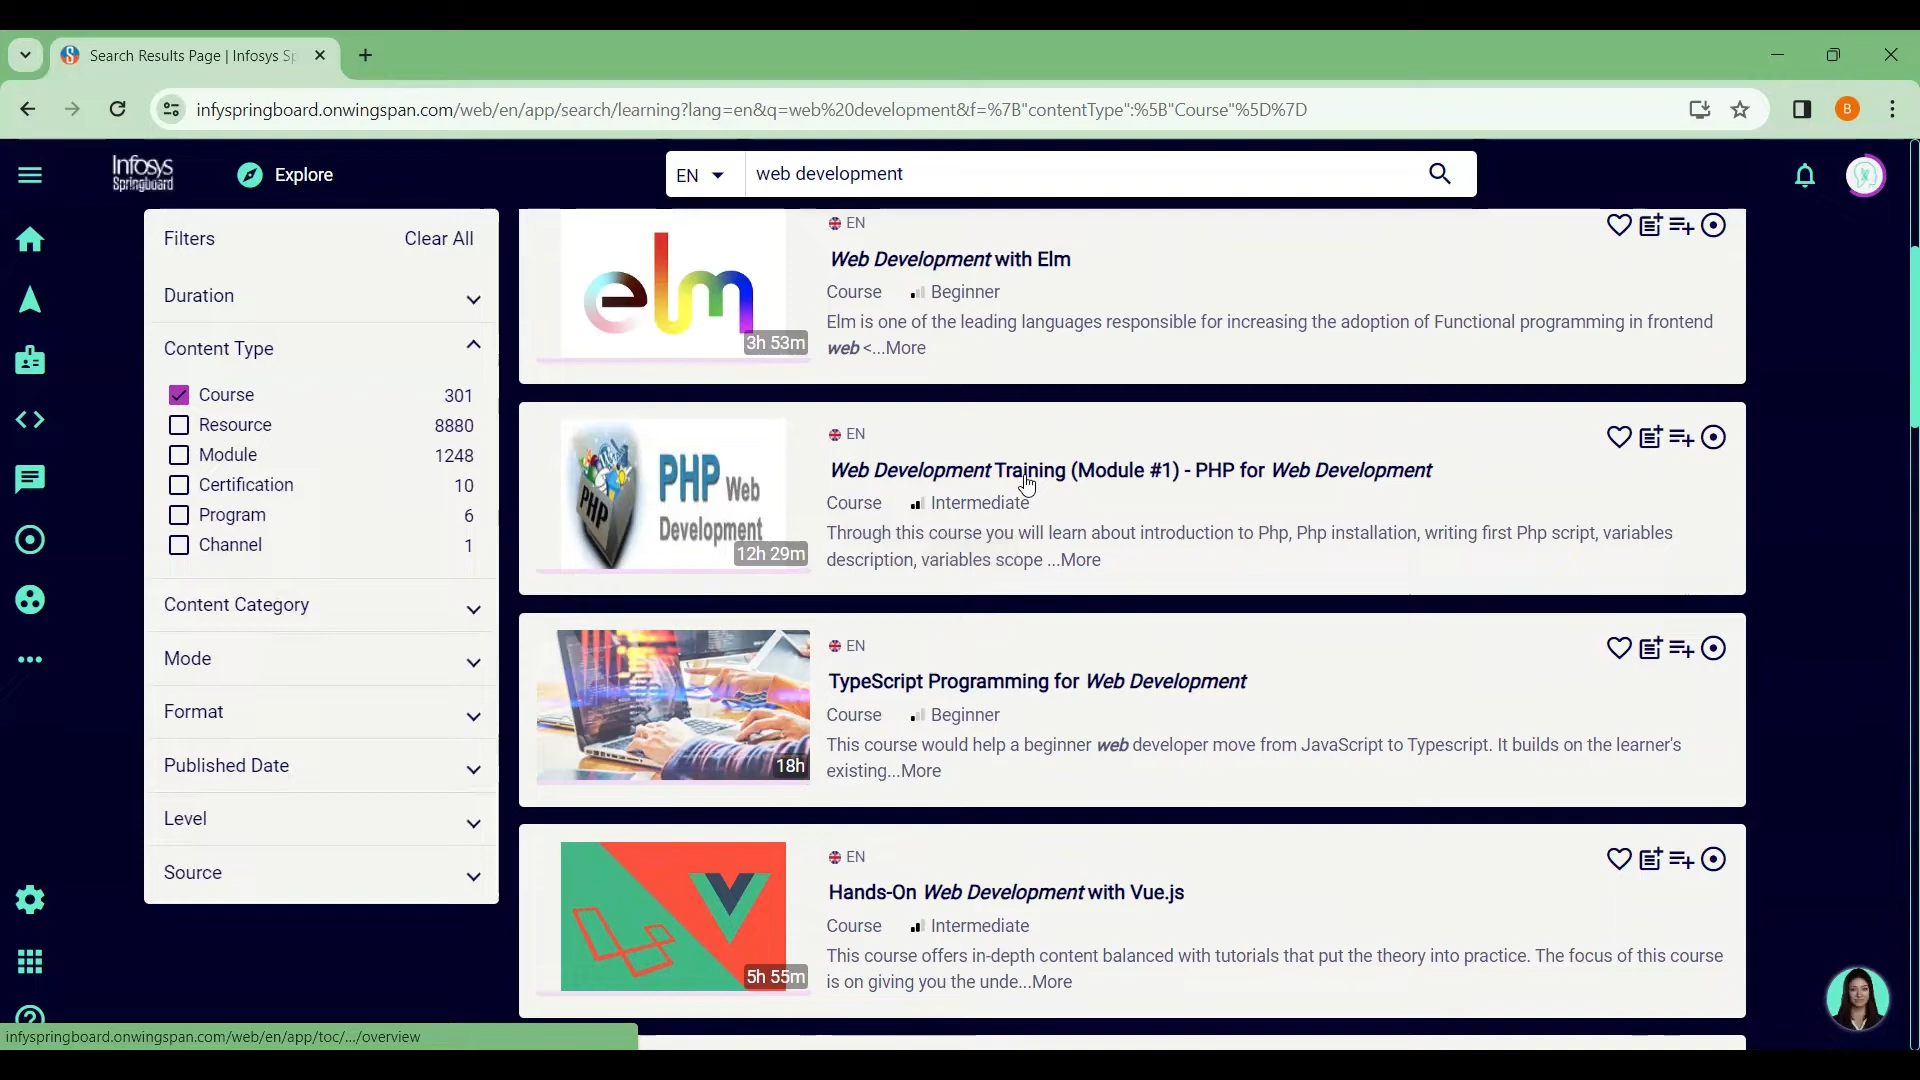 Search Results Page | Infosys Sp
infyspringboard.onwingspan.com/web/en/app/search/learning?lang=en&q=web%20development&f=%7B"contentType":%5B"Course"%5D%7D
B
Infosys
Springboard
Explore
EN
web development
Filters
Clear All
Duration
Content Type
Course 301
Resource 8880
Module 1248
Certification 10
Program 6
Channel 1
Content Category
Mode
Format
Published Date
Level
Source
elm
3h 53m
EN
Web Development with Elm
Course Beginner
Elm is one of the leading languages responsible for increasing the adoption of Functional programming in frontend
web <...More
PHP
PHP Web
Development
12h 29m
EN
Web Development Training (Module #1) - PHP for Web Development
Course Intermediate
Through this course you will learn about introduction to Php, Php installation, writing first Php script, variables
description, variables scope ...More
18h
EN
TypeScript Programming for Web Development
Course Beginner
This course would help a beginner web developer move from JavaScript to Typescript. It builds on the learner's
existing...More
5h 55m
EN
Hands-On Web Development with Vue.js
Course Intermediate
This course offers in-depth content balanced with tutorials that put the theory into practice. The focus of this course
is on giving you the unde...More
infyspringboard.onwingspan.com/web/en/app/toc/.../overview